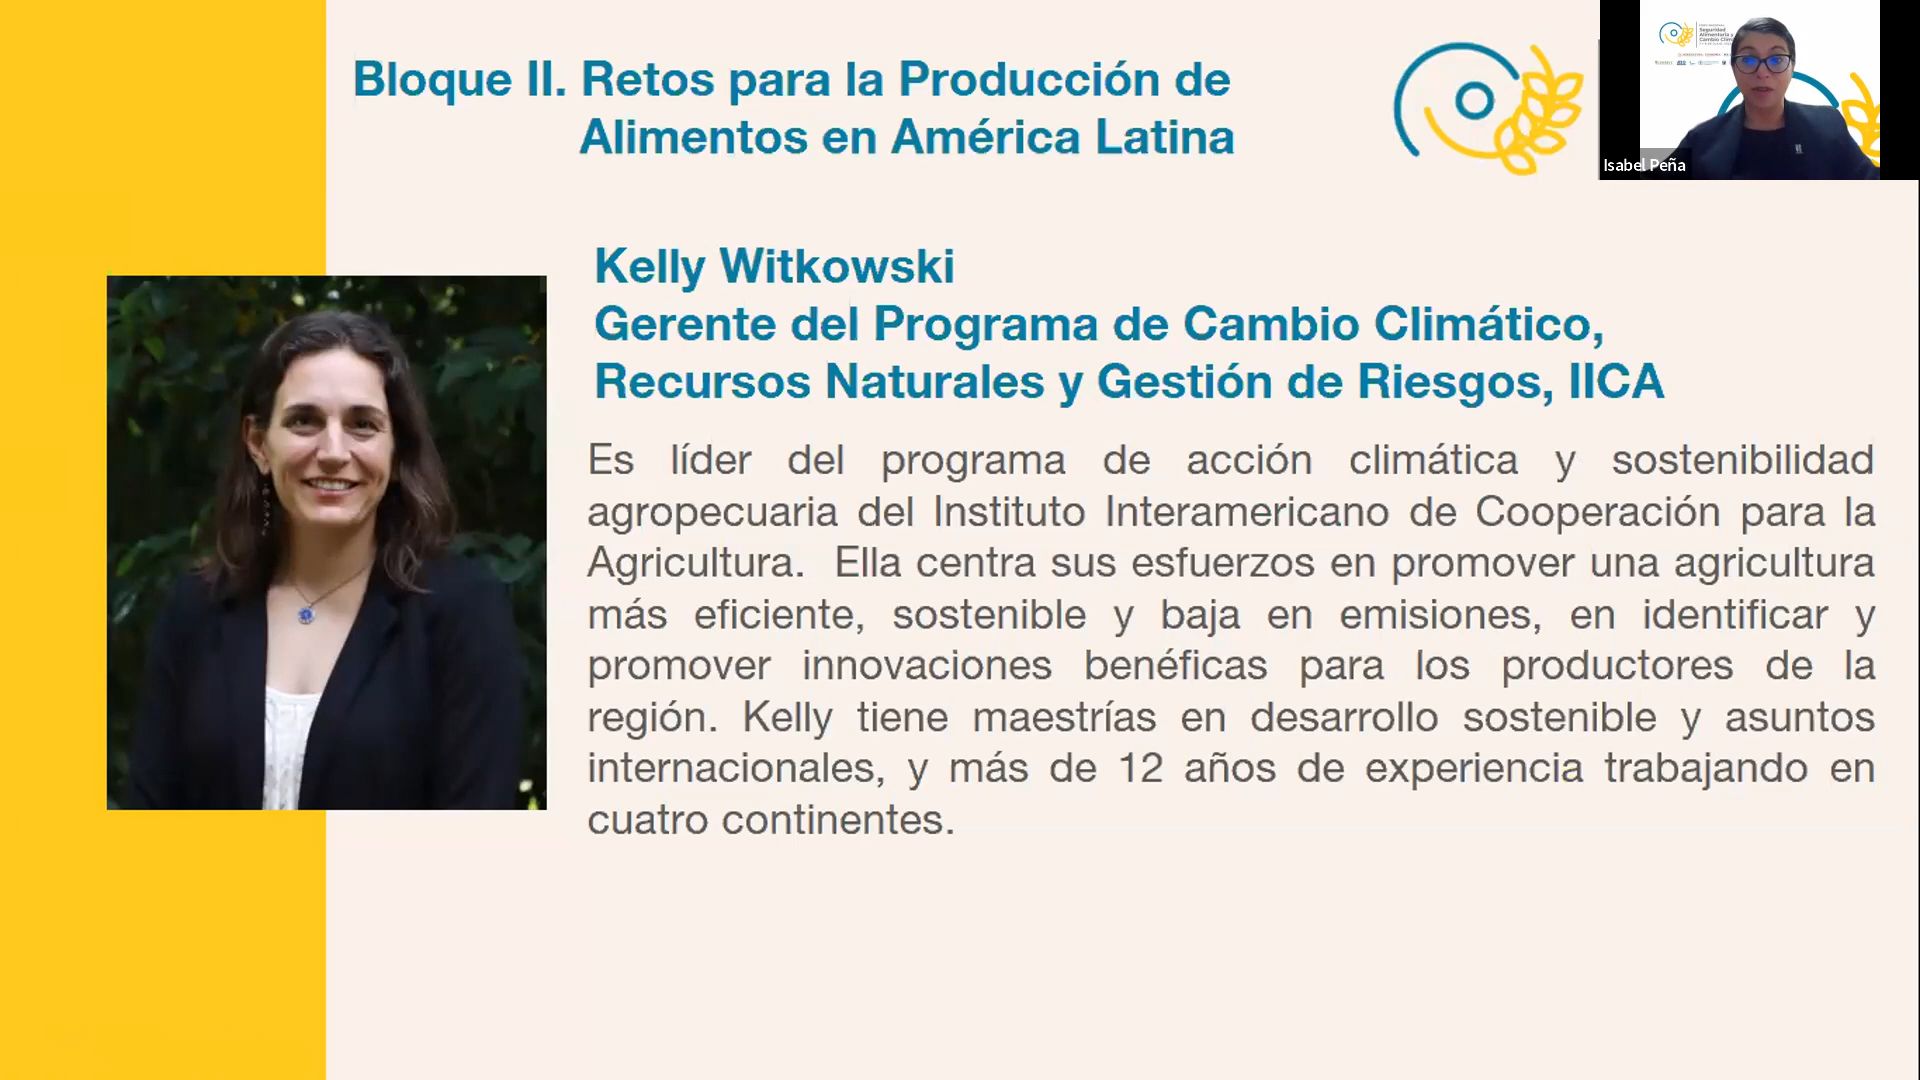 Bloque II. Retos para la Producción de
Alimentos en América Latina
Seguridad
Alimentaria y
Isabel Peña
Kelly Witkowski
Gerente del Programa de Cambio Climático,
Recursos Naturales y Gestión de Riesgos, IICA
Es líder del programa de acción climática y sostenibilidad
agropecuaria del Instituto Interamericano de Cooperación para la
Agricultura. Ella centra sus esfuerzos en promover una agricultura
más eficiente, sostenible y baja en emisiones, en identificar y
promover innovaciones benéficas para los productores de la
región. Kelly tiene maestrías en desarrollo sostenible y asuntos
internacionales, y más de 12 años de experiencia trabajando en
cuatro continentes.